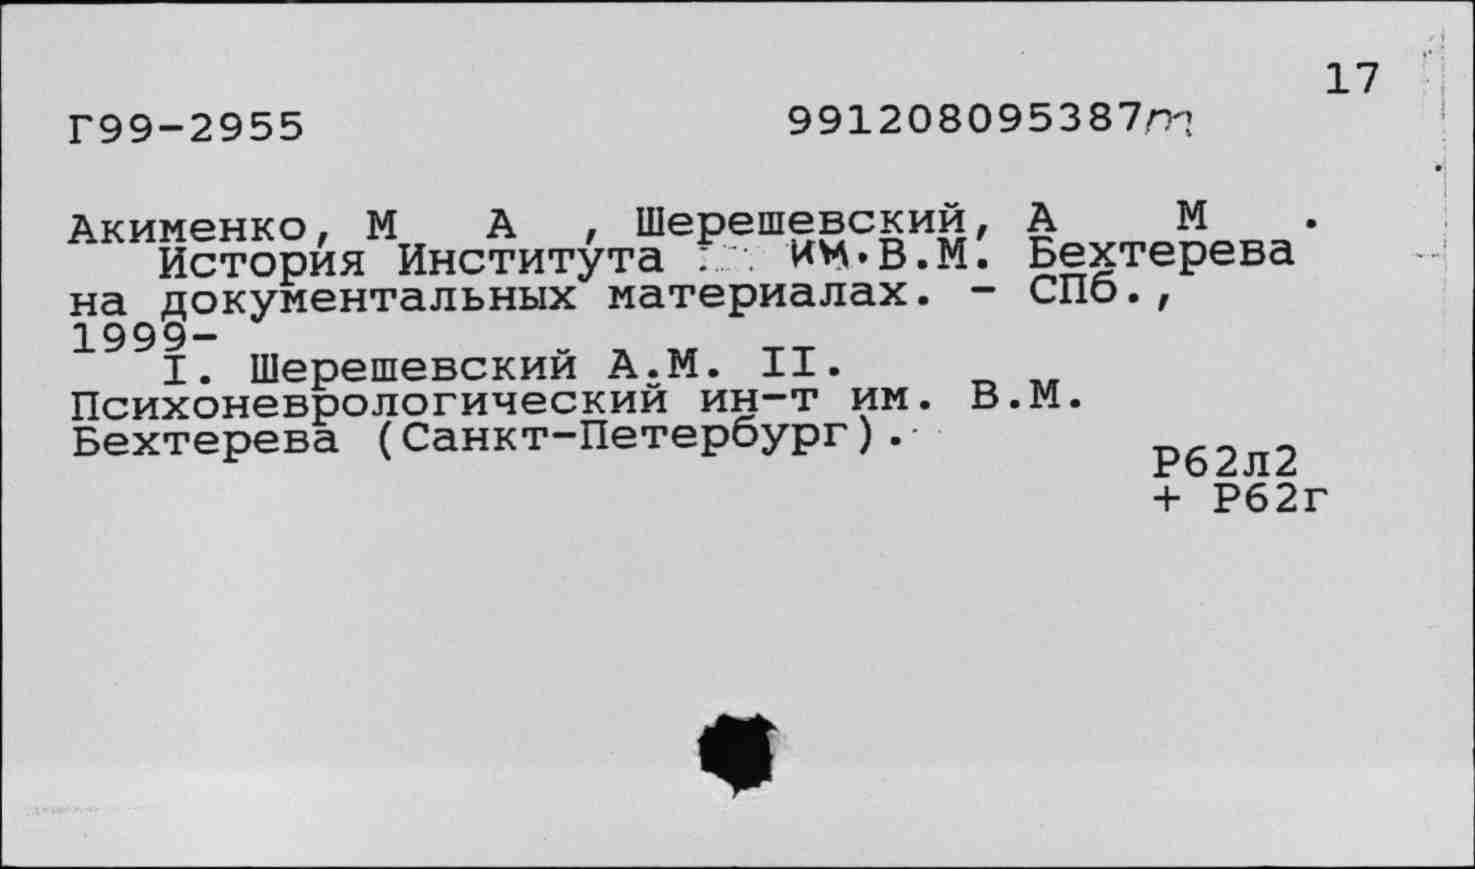 17
Г99-2955 991208095387
Акименко, М А , Шерешевский, А М .
История Института им.В.М. Бехтерева
на документальных материалах. - СПб.,
1999-
I. Шерешевский А.М. II.
Психоневрологический ин-т им. В.М.
Бехтерева (Санкт-Петербург).
Р62л2
+ Р62г